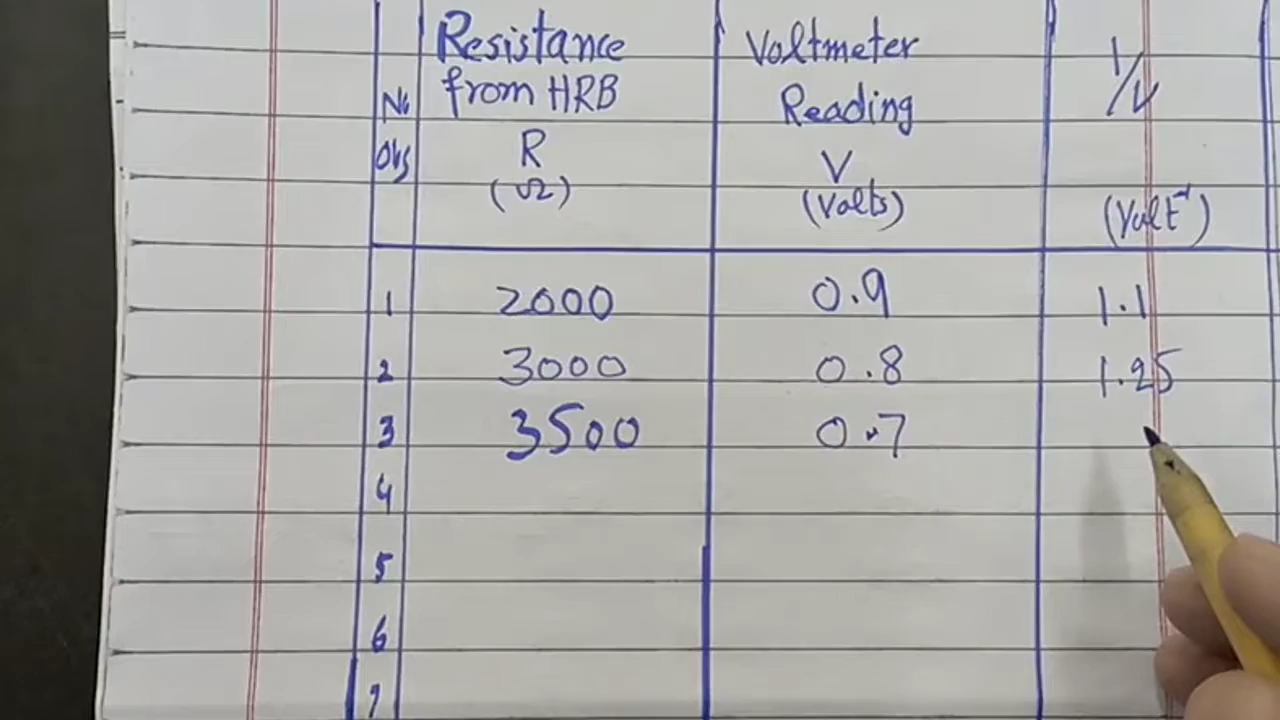 No
Obs
Resistance
from HRB
R
(Ω)
Voltmeter
Reading
V
(Volts)
1/V
(Volt⁻¹)
1 2000 0.9 1.1
2 3000 0.8 1.25
3 3500 0.7
4
5
6
7